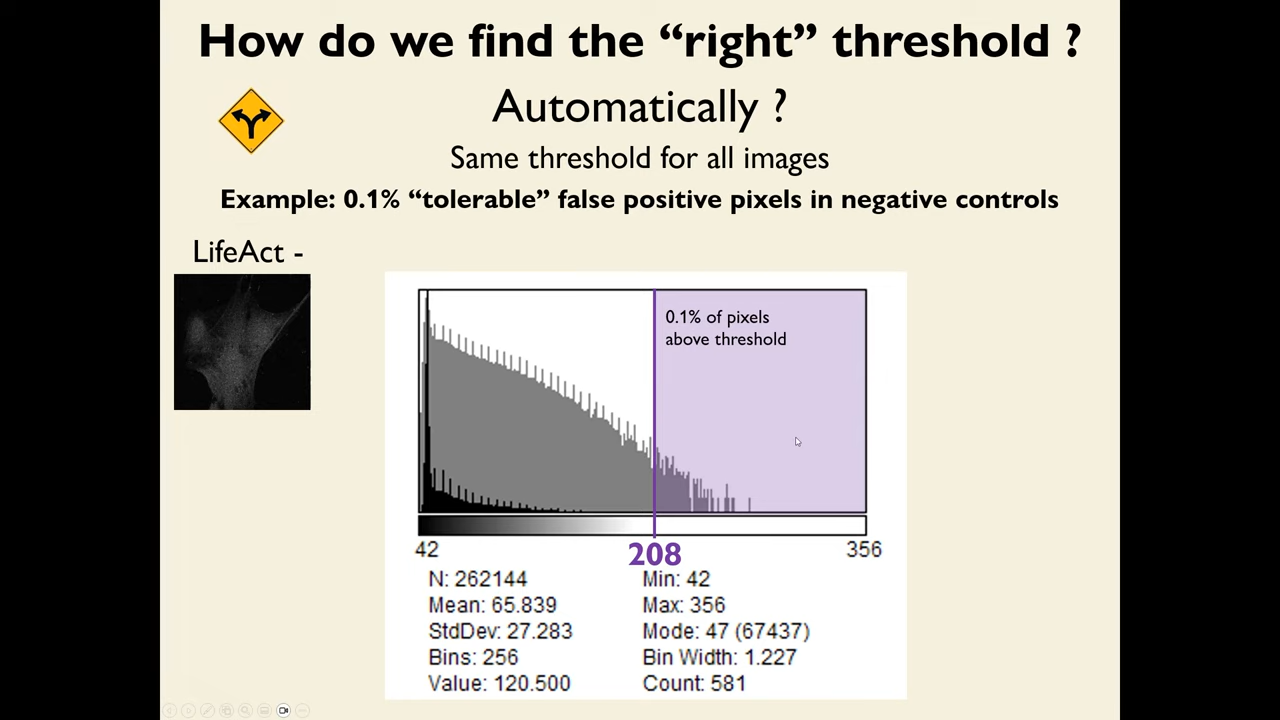 How do we find the “right” threshold ?
Automatically ?
Same threshold for all images
Example: 0.1% “tolerable” false positive pixels in negative controls
LifeAct -
0.1% of pixels
above threshold
42
208
356
N: 262144
Min: 42
Mean: 65.839
Max: 356
StdDev: 27.283
Mode: 47 (67437)
Bins: 256
Bin Width: 1.227
Value: 120.500
Count: 581